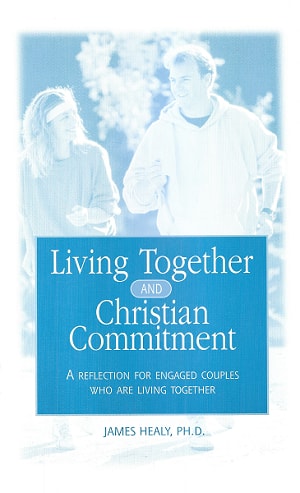 Living Together
AND
Christian
Commitment
A REFLECTION FOR ENGAGED COUPLES
WHO ARE LIVING TOGETHER
JAMES HEALY, PH.D.